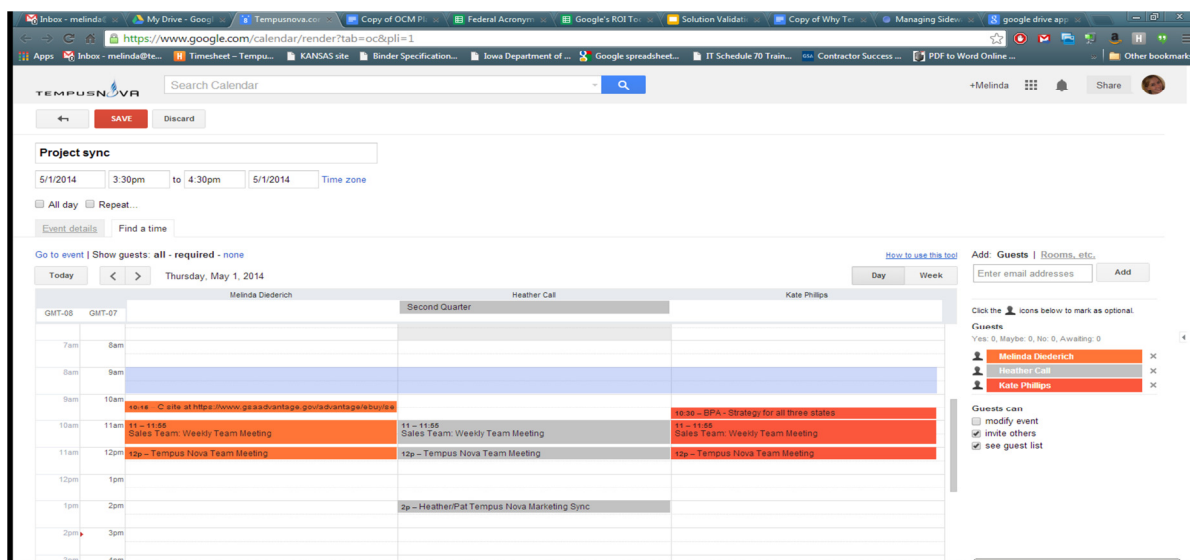 Inbox - melinda@
My Drive - Googl
Tempusnova.co
Copy of OCM Pl
Federal Acronym
Google's ROI To
Solution Validati
Copy of Why Te
Managing Sidew
google drive app
https://www.google.com/calendar/render?tab=oc&pli=1
Apps Inbox - melinda@te... Timesheet – Tempu... KANSAS site Binder Specification... Iowa Department of ... Google spreadsheet... IT Schedule 70 Train... Contractor Success ... PDF to Word Online ... Other bookmark
TEMPUSNOVA
Search Calendar
+Melinda
Share
SAVE
Discard
Project sync
5/1/2014 3:30pm to 4:30pm 5/1/2014 Time zone
All day Repeat...
Event details Find a time
Go to event | Show guests: all - required - none
How to use this tool
Today < > Thursday, May 1, 2014
Day Week
Melinda Diederich Heather Call Kate Phillips
Second Quarter
GMT-08 GMT-07
7am 8am
8am 9am
9am 10am
10:15 C site at https://www.gsaadvantage.gov/advantage/ebuy/se
10:30 – BPA - Strategy for all three states
10am 11am
11 – 11:55 11 – 11:55 11 – 11:55
Sales Team: Weekly Team Meeting Sales Team: Weekly Team Meeting Sales Team: Weekly Team Meeting
11am 12pm
12p – Tempus Nova Team Meeting 12p – Tempus Nova Team Meeting 12p – Tempus Nova Team Meeting
12pm 1pm
1pm 2pm
2p – Heather/Pat Tempus Nova Marketing Sync
2pm 3pm
3pm 4pm
Add: Guests | Rooms, etc.
Enter email addresses Add
Click the icons below to mark as optional.
Guests
Yes: 0, Maybe: 0, No: 0, Awaiting: 0
Melinda Diederich ×
Heather Call ×
Kate Phillips ×
Guests can
modify event
invite others
see guest list